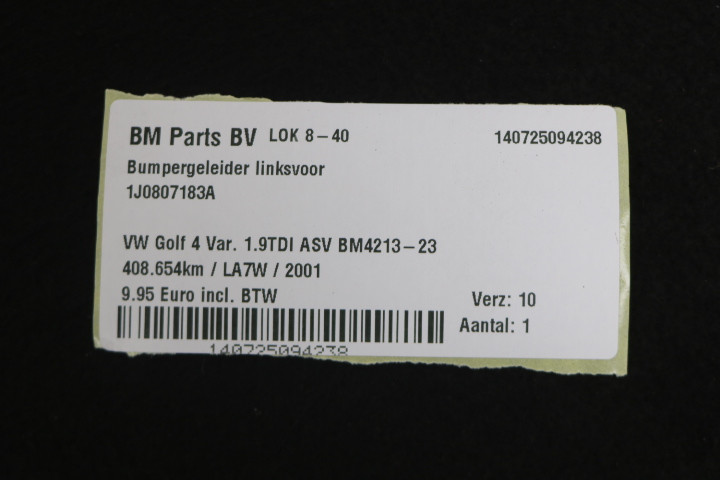 BM Parts BV LOK 8-40 140725094238
Bumpergeleider linksvoor
1J0807183A
VW Golf 4 Var. 1.9TDI ASV BM4213-23
408.654km / LA7W / 2001
9.95 Euro incl. BTW Verz: 10
Aantal: 1
140725094238